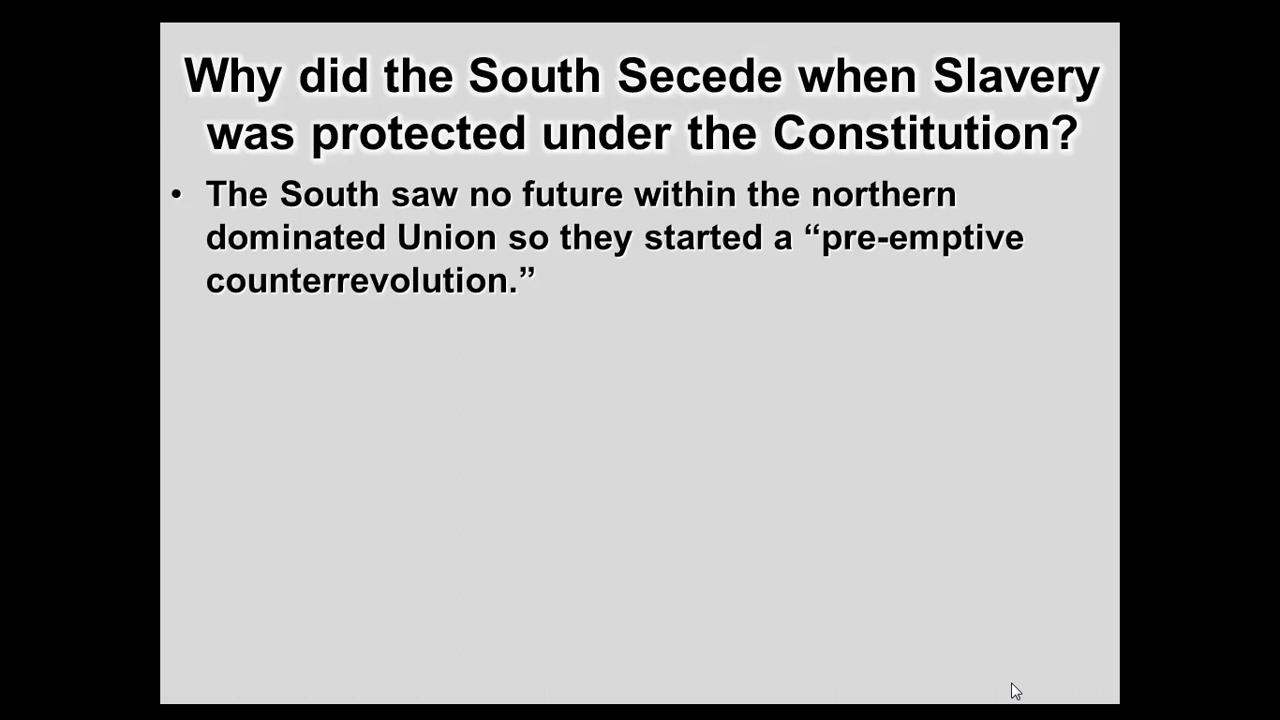 Why did the South Secede when Slavery
was protected under the Constitution?
• The South saw no future within the northern
dominated Union so they started a “pre-emptive
counterrevolution.”